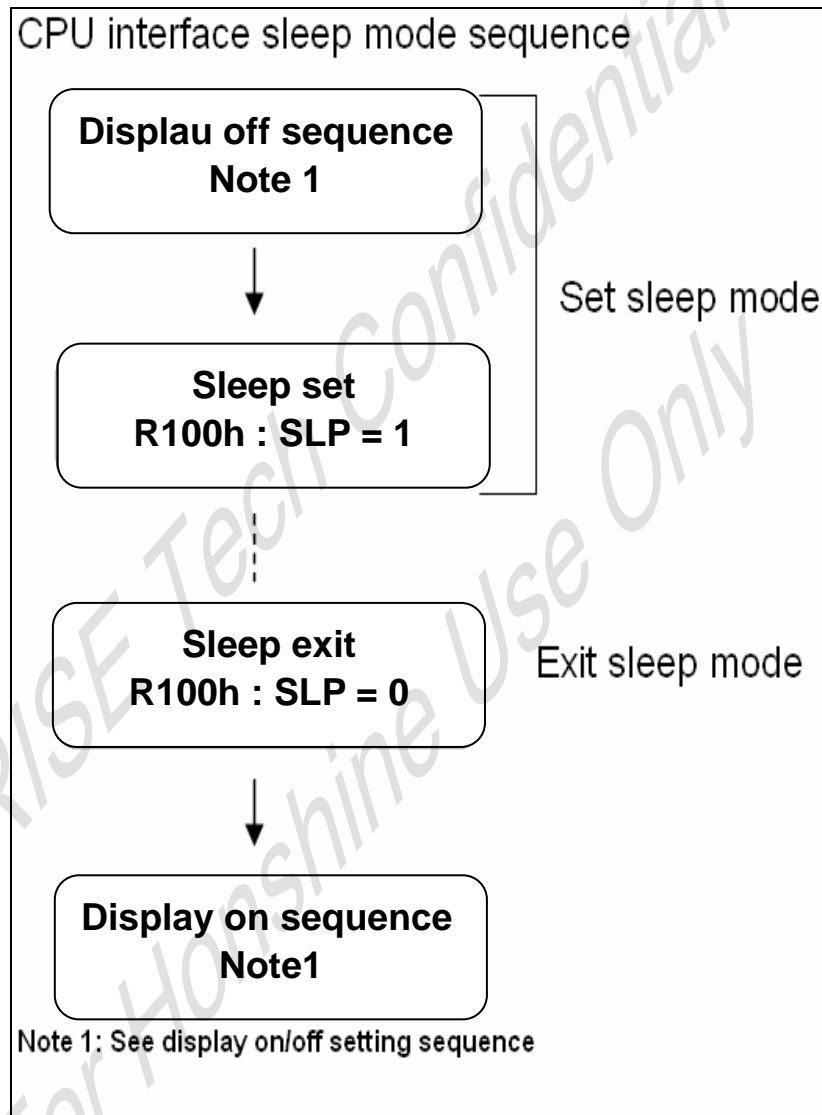 CPU interface sleep mode sequence
Displau off sequence
Note 1
Set sleep mode
Sleep set
R100h : SLP = 1
Sleep exit
R100h : SLP = 0
Exit sleep mode
Display on sequence
Note1
Note 1: See display on/off setting sequence
RISE Tech Confidential
For Honshine Use Only